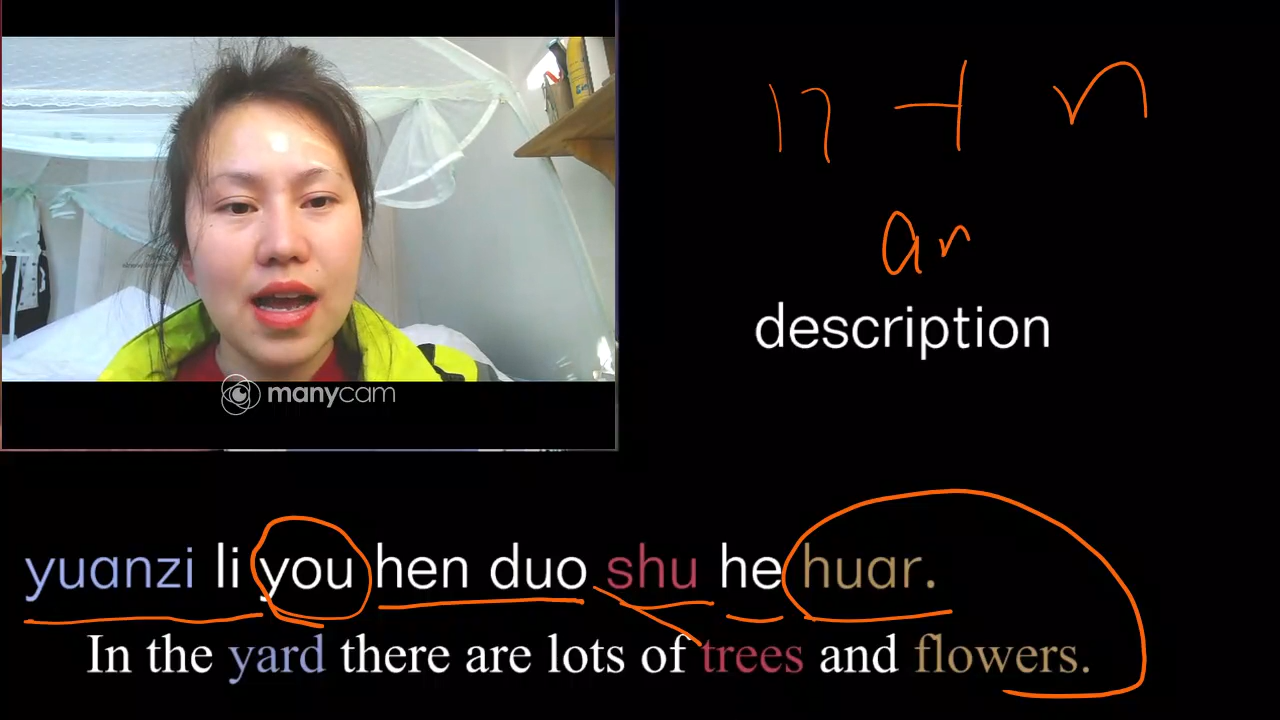 manycam
an
description
yuanzi li you hen duo shu he huar.
In the yard there are lots of trees and flowers.